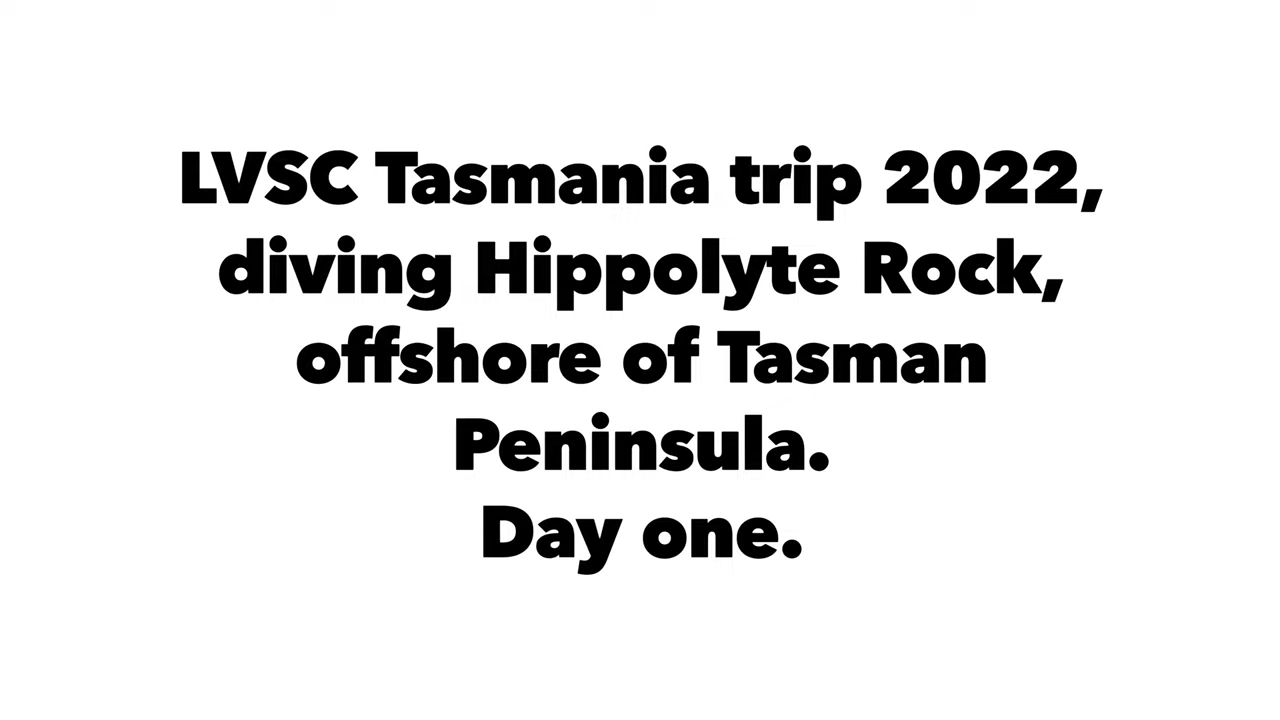 LVSC Tasmania trip 2022,
diving Hippolyte Rock,
offshore of Tasman
Peninsula.
Day one.